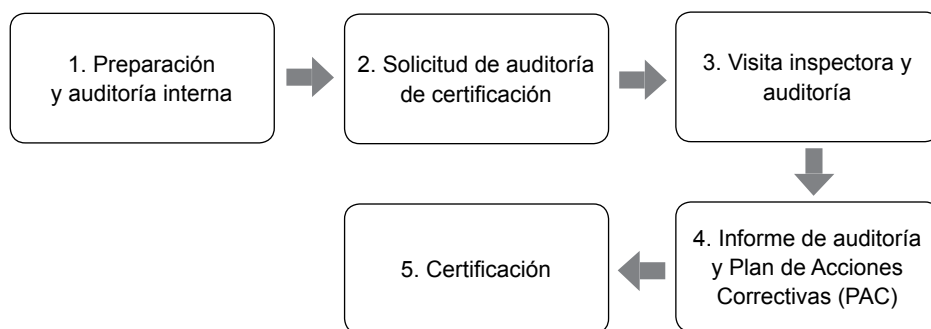 1. Preparación
y auditoría interna
2. Solicitud de auditoría
de certificación
3. Visita inspectora y
auditoría
4. Informe de auditoría
y Plan de Acciones
Correctivas (PAC)
5. Certificación